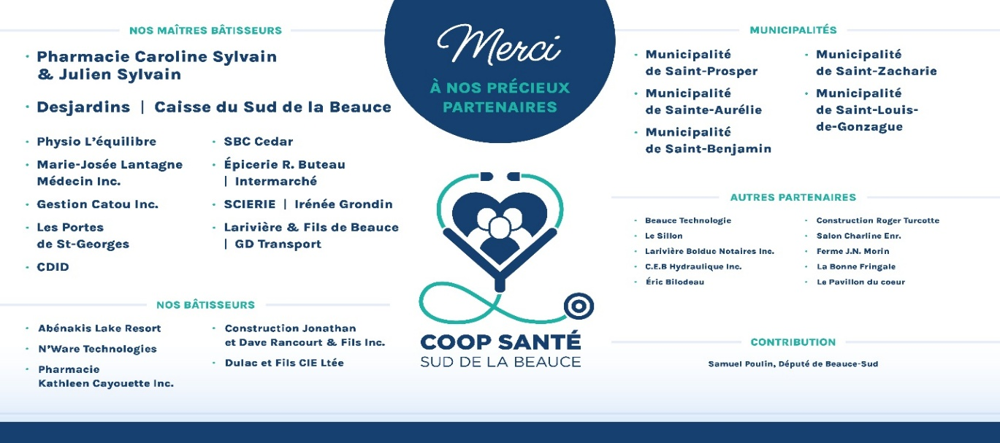 NOS MAÎTRES BÂTISSEURS
· Pharmacie Caroline Sylvain
& Julien Sylvain
· Desjardins | Caisse du Sud de la Beauce
· Physio L'équilibre
· Marie-Josée Lantagne
Médecin Inc.
· Gestion Catou Inc.
· Les Portes
de St-Georges
· CDID
· SBC Cedar
· Épicerie R. Buteau
| Intermarché
· SCIERIE | Irénée Grondin
· Larivière & Fils de Beauce
| GD Transport
NOS BÂTISSEURS
· Abénakis Lake Resort
· N'Ware Technologies
· Pharmacie
Kathleen Cayouette Inc.
· Construction Jonathan
et Dave Rancourt & Fils Inc.
· Dulac et Fils CIE Ltée
Merci
À NOS PRÉCIEUX
PARTENAIRES
COOP SANTÉ
SUD DE LA BEAUCE
MUNICIPALITÉS
· Municipalité
de Saint-Prosper
· Municipalité
de Sainte-Aurélie
· Municipalité
de Saint-Benjamin
· Municipalité
de Saint-Zacharie
· Municipalité
de Saint-Louis-
de-Gonzague
AUTRES PARTENAIRES
· Beauce Technologie
· Le Sillon
· Larivière Bolduc Notaires Inc.
· C.E.B Hydraulique Inc.
· Éric Bilodeau
· Construction Roger Turcotte
· Salon Charline Enr.
· Ferme J.N. Morin
· La Bonne Fringale
· Le Pavillon du coeur
CONTRIBUTION
Samuel Poulin, Député de Beauce-Sud